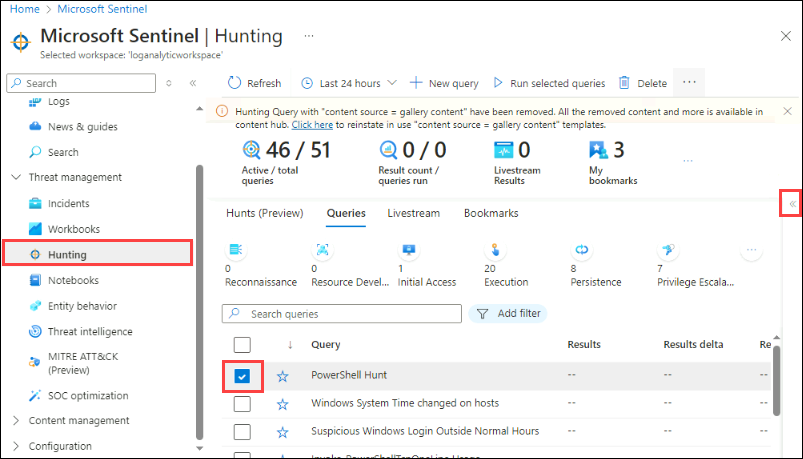 Home > Microsoft Sentinel
Microsoft Sentinel | Hunting ...
Selected workspace: 'loganalyticworkspace'
Search
Logs
News & guides
Search
Threat management
Incidents
Workbooks
Hunting
Notebooks
Entity behavior
Threat intelligence
MITRE ATT&CK
(Preview)
SOC optimization
Content management
Configuration
Refresh Last 24 hours New query Run selected queries Delete ...
Hunting Query with "content source = gallery content" have been removed. All the removed content and more is available in
content hub. Click here to reinstate in use "content source = gallery content" templates.
46 / 51
Active / total
queries
0 / 0
Result count /
queries run
0
Livestream
Results
3
My
bookmarks
...
Hunts (Preview) Queries Livestream Bookmarks
0
Reconnaissance
0
Resource Devel...
1
Initial Access
20
Execution
8
Persistence
7
Privilege Escala...
...
Search queries Add filter
Query Results Results delta Re
PowerShell Hunt -- -- --
Windows System Time changed on hosts -- -- --
Suspicious Windows Login Outside Normal Hours -- -- --